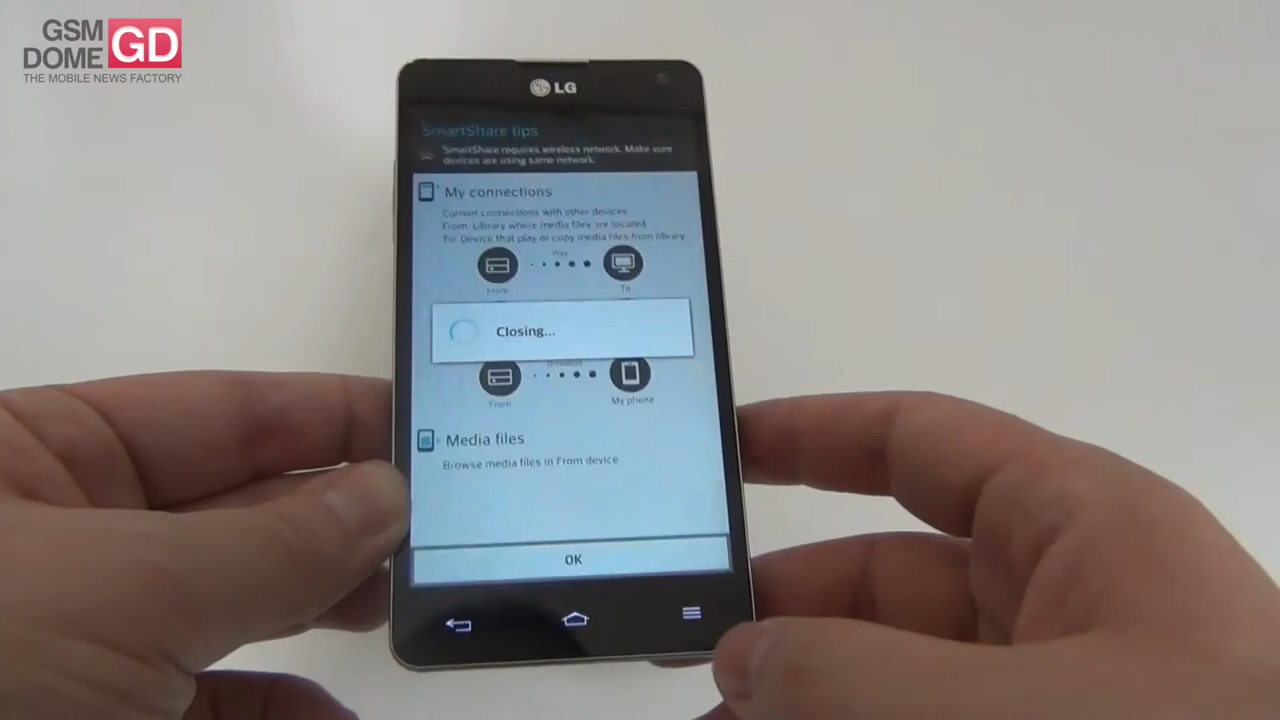 GSM
DOME GD
THE MOBILE NEWS FACTORY
LG
SmartShare tips
SmartShare requires wireless network. Make sure
devices are using same network.
My connections
Current connections with other devices
From: Library where media files are located
To: Device that play or copy media files from library
Play
From
To
Closing...
From
My phone
Media files
Browse media files in From device
OK